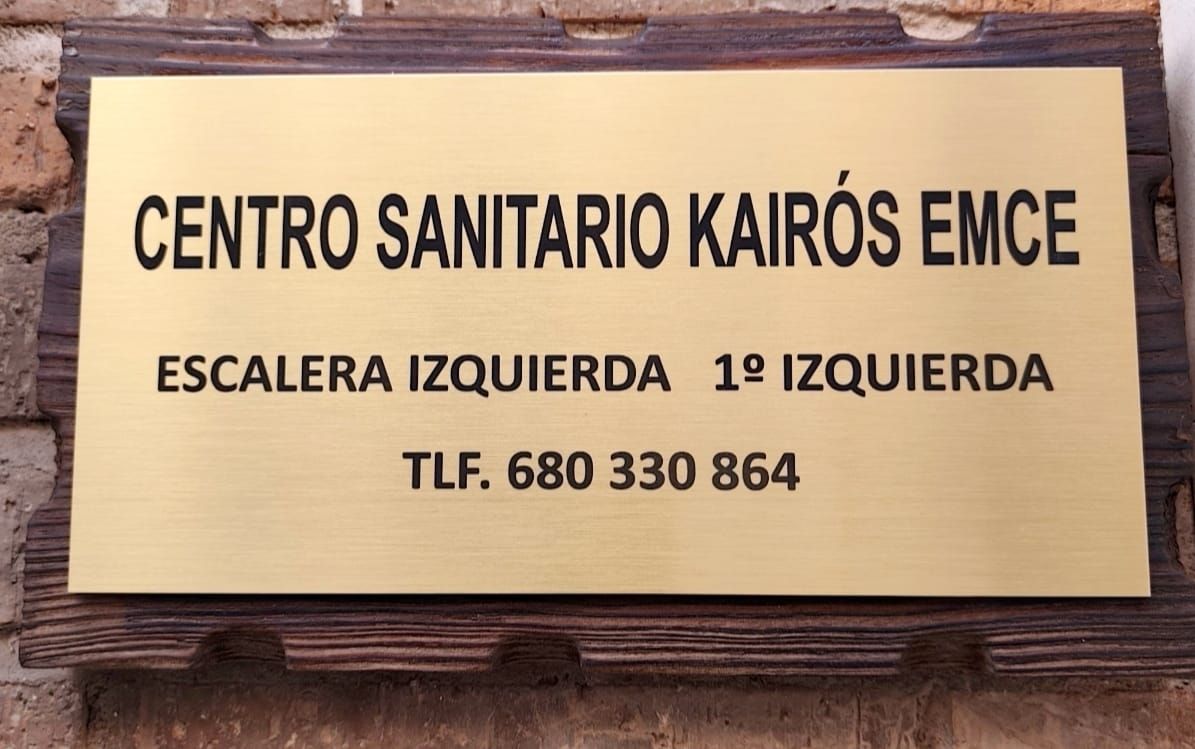 CENTRO SANITARIO KAIRÓS EMCE
ESCALERA IZQUIERDA 1º IZQUIERDA
TLF. 680 330 864